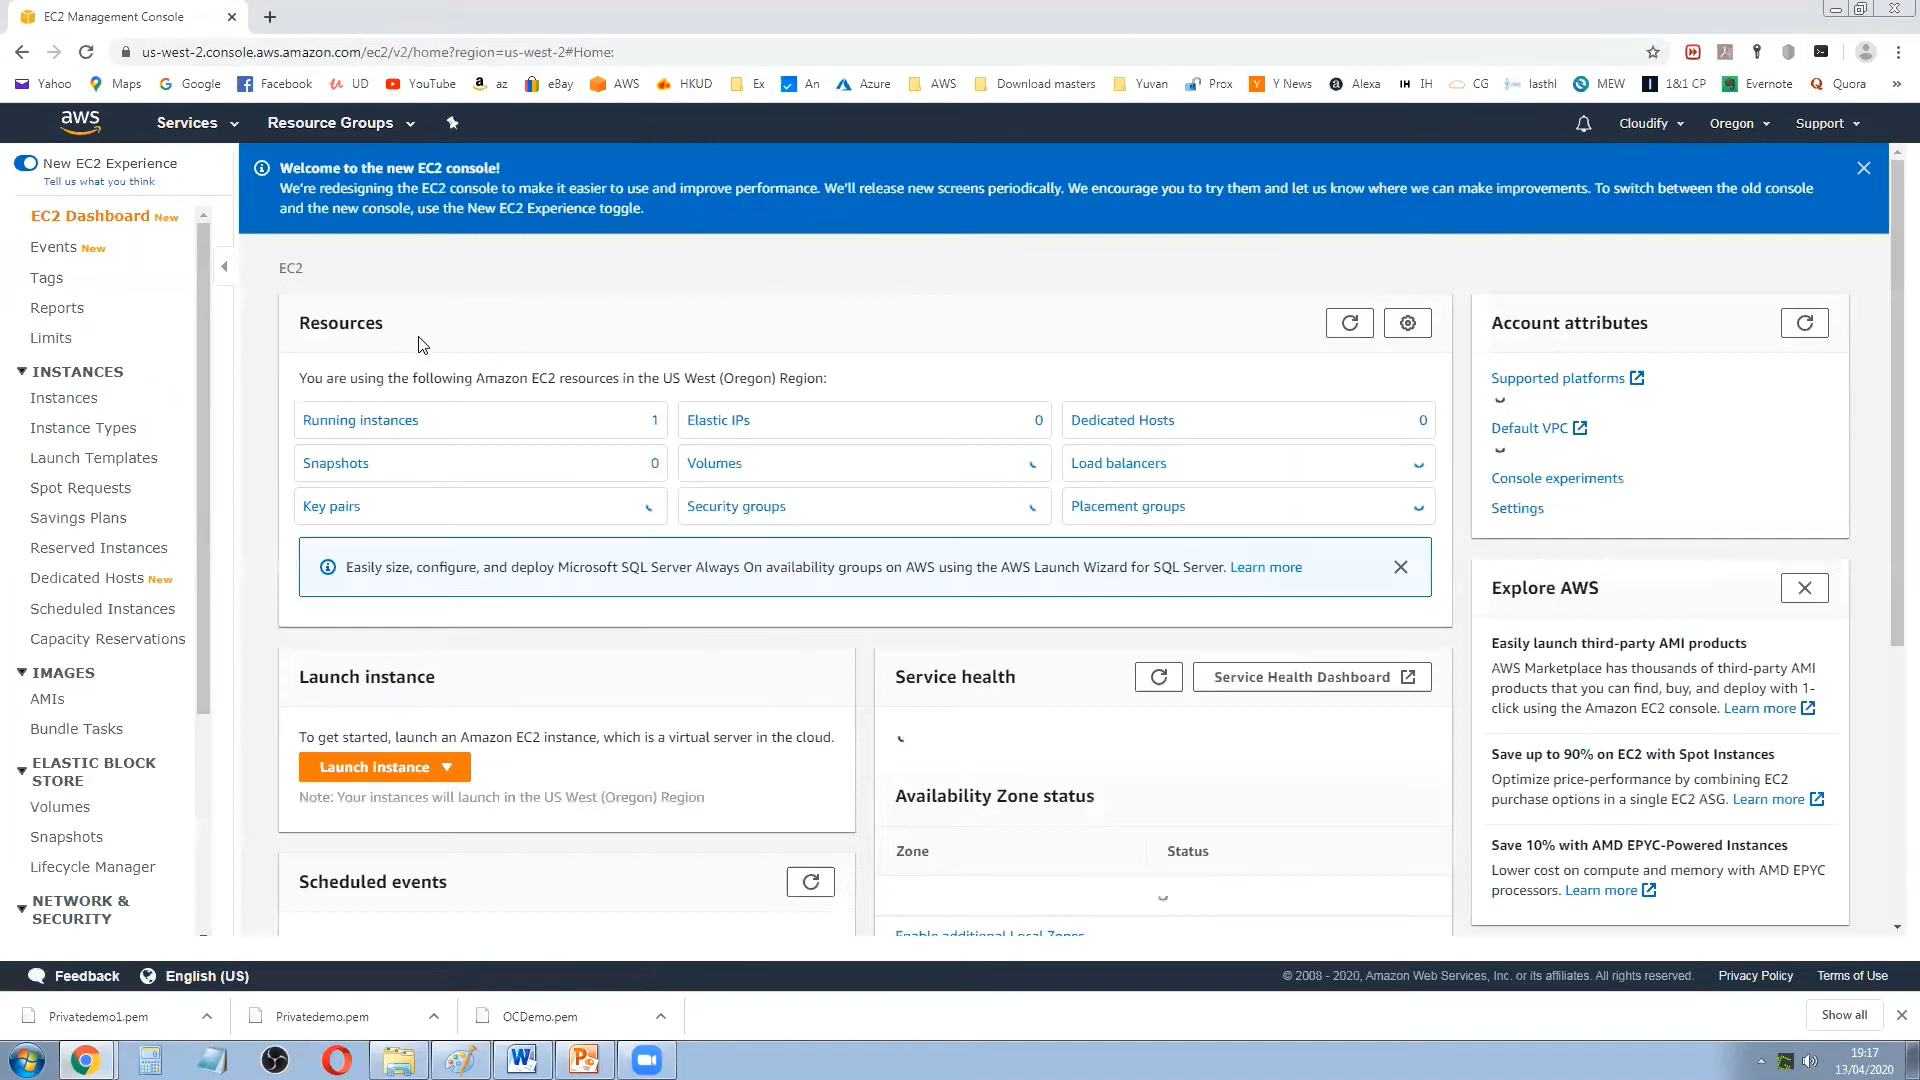 EC2 Management Console
us-west-2.console.aws.amazon.com/ec2/v2/home?region=us-west-2#Home:
Yahoo Maps Google Facebook UD YouTube az eBay AWS HKUD Ex An Azure AWS Download masters Yuvan Prox Y News Alexa IH CG lasthl MEW 1&1 CP Evernote Quora
aws Services Resource Groups Cloudify Oregon Support
New EC2 Experience
Tell us what you think
EC2 Dashboard New
Events New
Tags
Reports
Limits
INSTANCES
Instances
Instance Types
Launch Templates
Spot Requests
Savings Plans
Reserved Instances
Dedicated Hosts New
Scheduled Instances
Capacity Reservations
IMAGES
AMIs
Bundle Tasks
ELASTIC BLOCK
STORE
Volumes
Snapshots
Lifecycle Manager
NETWORK &
SECURITY
Welcome to the new EC2 console!
We're redesigning the EC2 console to make it easier to use and improve performance. We'll release new screens periodically. We encourage you to try them and let us know where we can make improvements. To switch between the old console
and the new console, use the New EC2 Experience toggle.
EC2
Resources
You are using the following Amazon EC2 resources in the US West (Oregon) Region:
Running instances 1 Elastic IPs 0 Dedicated Hosts 0
Snapshots 0 Volumes Load balancers
Key pairs Security groups Placement groups
Easily size, configure, and deploy Microsoft SQL Server Always On availability groups on AWS using the AWS Launch Wizard for SQL Server. Learn more
Launch instance
To get started, launch an Amazon EC2 instance, which is a virtual server in the cloud.
Launch instance
Note: Your instances will launch in the US West (Oregon) Region
Scheduled events
Service health
Service Health Dashboard
Availability Zone status
Zone Status
Enable additional Local Zones
Account attributes
Supported platforms
Default VPC
Console experiments
Settings
Explore AWS
Easily launch third-party AMI products
AWS Marketplace has thousands of third-party AMI
products that you can find, buy, and deploy with 1-
click using the Amazon EC2 console. Learn more
Save up to 90% on EC2 with Spot Instances
Optimize price-performance by combining EC2
purchase options in a single EC2 ASG. Learn more
Save 10% with AMD EPYC-Powered Instances
Lower cost on compute and memory with AMD EPYC
processors. Learn more
Feedback English (US) © 2008 - 2020, Amazon Web Services, Inc. or its affiliates. All rights reserved. Privacy Policy Terms of Use
Privatedemo1.pem Privatedemo.pem OCDemo.pem Show all
19:17
13/04/2020